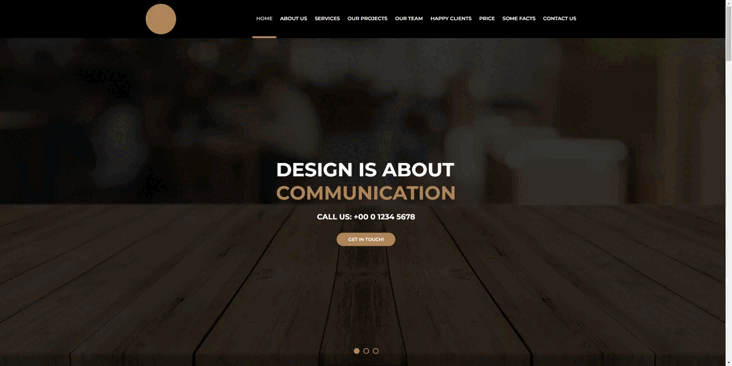 HOME ABOUT US SERVICES OUR PROJECTS OUR TEAM HAPPY CLIENTS PRICE SOME FACTS CONTACT US
DESIGN IS ABOUT
COMMUNICATION
CALL US: +00 0 1234 5678
GET IN TOUCH!